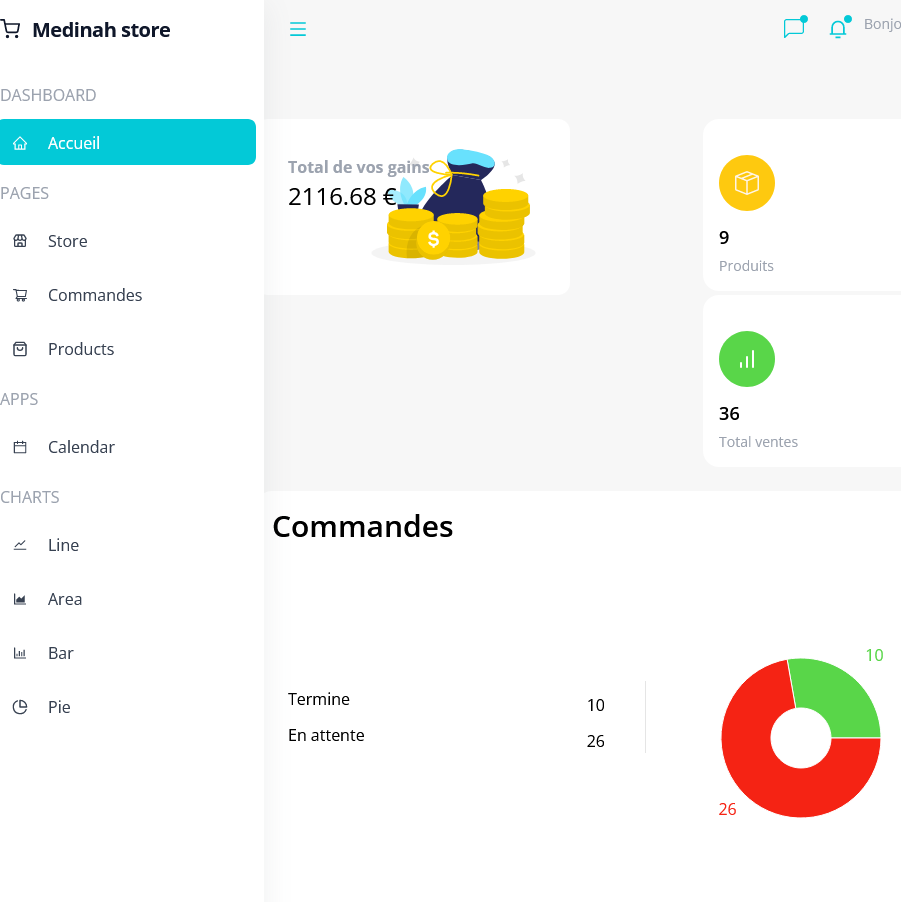 Medinah store
Bonjo
DASHBOARD
Accueil
PAGES
Store
Commandes
Products
APPS
Calendar
CHARTS
Line
Area
Bar
Pie
Total de vos gains
2116.68 €
$
9
Produits
36
Total ventes
Commandes
Termine 10
En attente 26
10
26